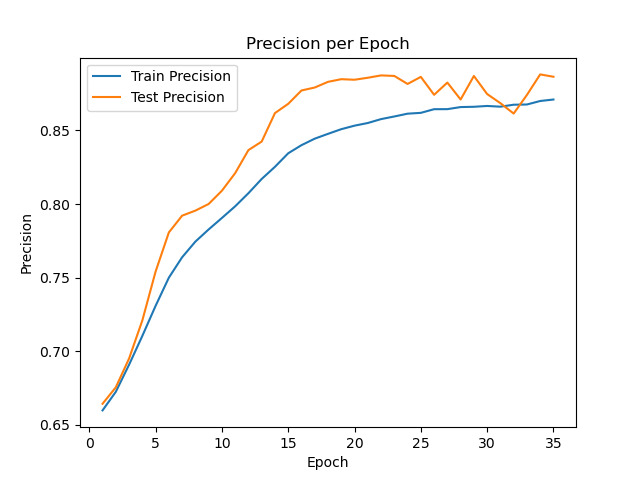 Precision per Epoch
Train Precision
Test Precision
0.85
0.80
0.75
0.70
0.65
Precision
0 5 10 15 20 25 30 35
Epoch